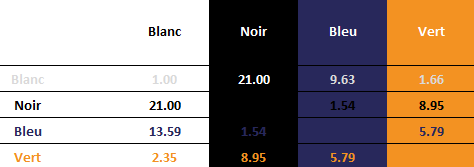 Blanc Noir Bleu Vert
Blanc 1.00 21.00 9.63 1.66
Noir 21.00 1.54 8.95
Bleu 13.59 1.54 5.79
Vert 2.35 8.95 5.79